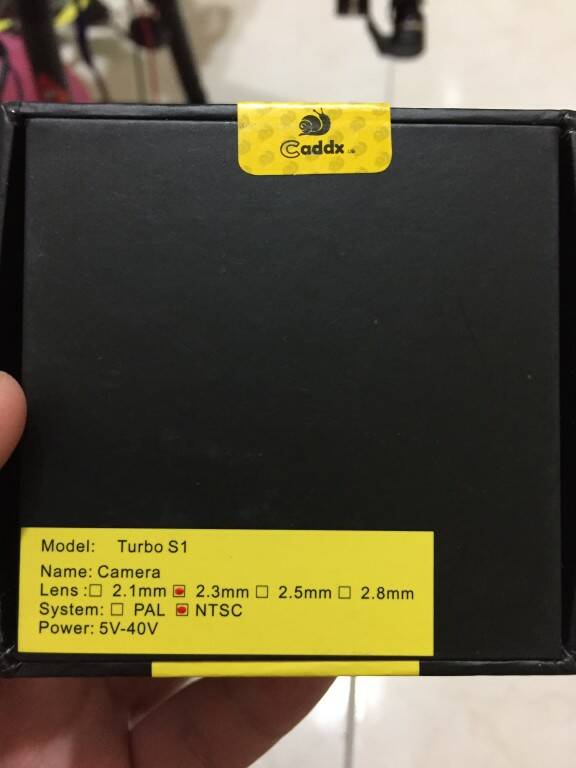 Caddx
Model: Turbo S1
Name: Camera
Lens :☐ 2.1mm ☒ 2.3mm ☐ 2.5mm ☐ 2.8mm
System: ☐ PAL ☒ NTSC
Power: 5V-40V